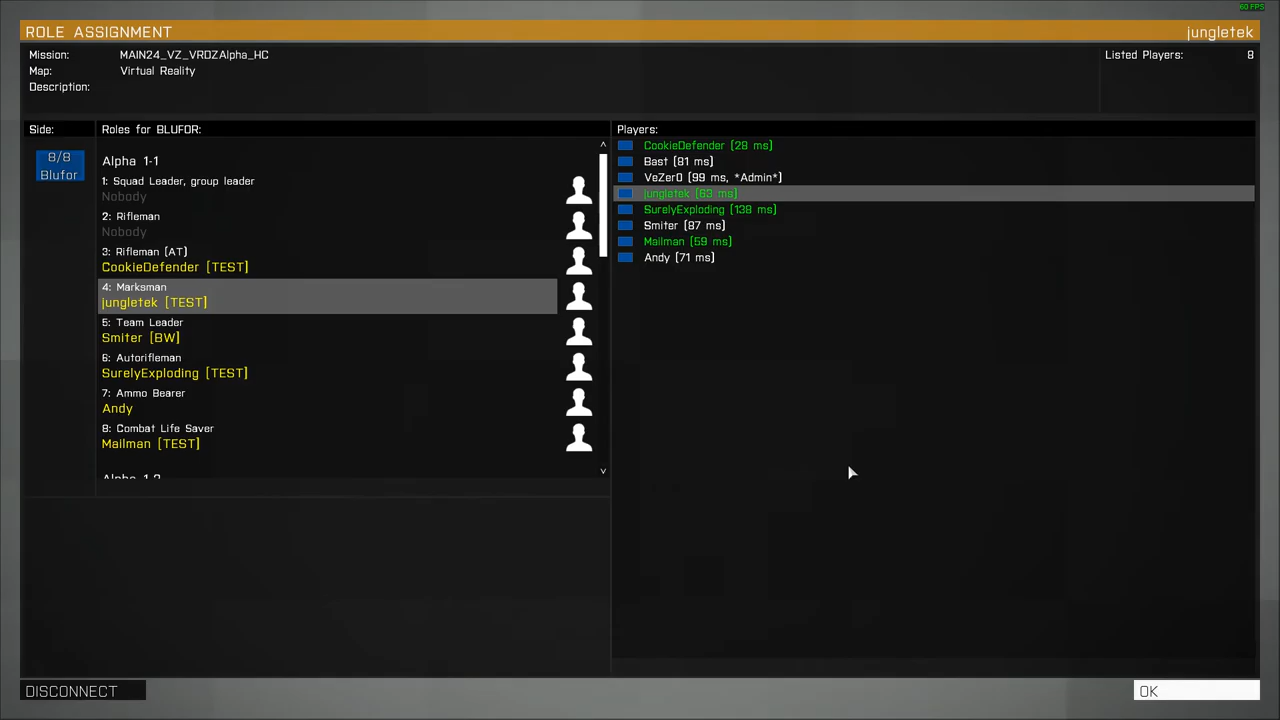 60 FPS
ROLE ASSIGNMENT
jungletek
Mission: MAIN24_VZ_VRDZAlpha_HC
Listed Players: 8
Map: Virtual Reality
Description:
Side:
8/8
Blufor
Roles for BLUFOR:
Alpha 1-1
1: Squad Leader, group leader
Nobody
2: Rifleman
Nobody
3: Rifleman (AT)
CookieDefender [TEST]
4: Marksman
jungletek [TEST]
5: Team Leader
Smiter [BW]
6: Autorifleman
SurelyExploding [TEST]
7: Ammo Bearer
Andy
8: Combat Life Saver
Mailman [TEST]
Alpha 1-2
Players:
CookieDefender (28 ms)
Bast (81 ms)
VeZer0 (99 ms, *Admin*)
jungletek (63 ms)
SurelyExploding (138 ms)
Smiter (87 ms)
Mailman (59 ms)
Andy (71 ms)
DISCONNECT
OK